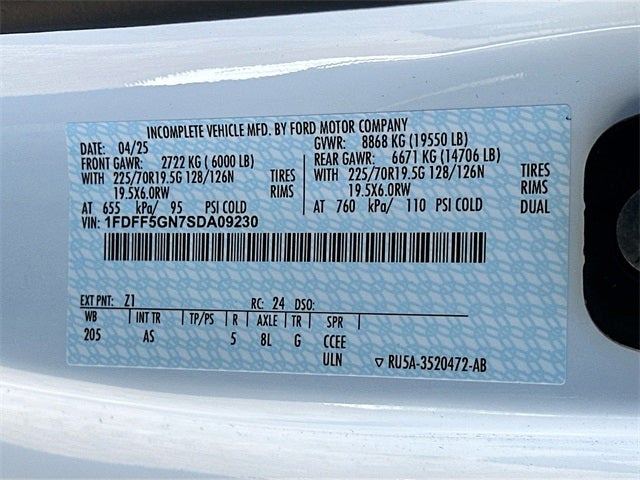 INCOMPLETE VEHICLE MFD. BY FORD MOTOR COMPANY
DATE: 04/25 GVWR: 8868 KG (19550 LB)
FRONT GAWR: 2722 KG ( 6000 LB) REAR GAWR: 6671 KG (14706 LB)
WITH 225/70R19.5G 128/126N TIRES WITH 225/70R19.5G 128/126N TIRES
19.5X6.0RW RIMS 19.5X6.0RW RIMS
AT 655 kPa/ 95 PSI COLD AT 760 kPa/ 110 PSI COLD DUAL
VIN: 1FDFF5GN7SDA09230
EXT PNT: Z1 RC: 24 DSO:
WB INT TR TP/PS R AXLE TR SPR
205 AS 5 8L G CCEE
ULN RU5A-3520472-AB